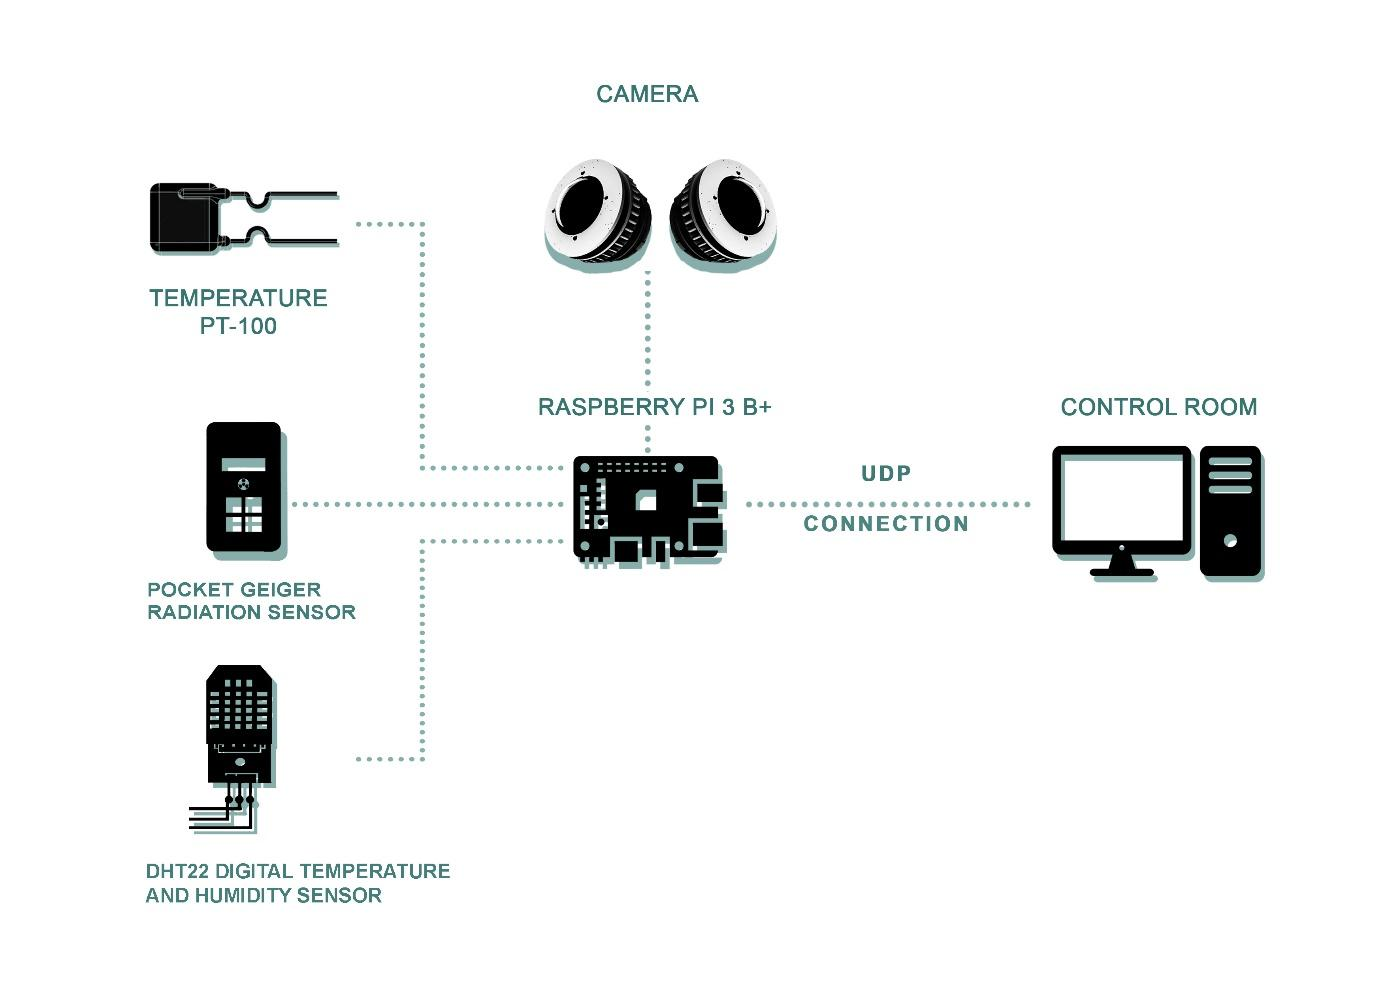 CAMERA
TEMPERATURE
PT-100
RASPBERRY PI 3 B+
CONTROL ROOM
UDP
CONNECTION
POCKET GEIGER
RADIATION SENSOR
DHT22 DIGITAL TEMPERATURE
AND HUMIDITY SENSOR